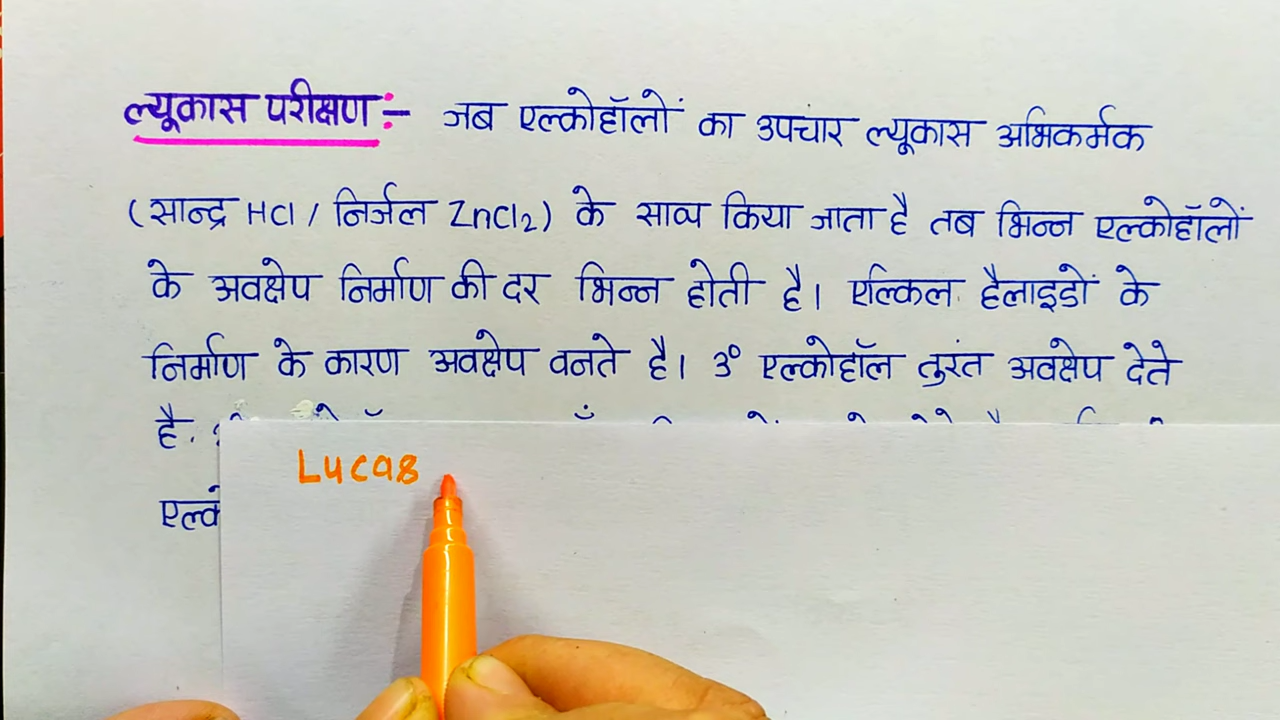 ल्यूकास परीक्षण:- जब एल्कोहॉलों का उपचार ल्यूकास अभिकर्मक
(सान्द्र HCl / निर्जल ZnCl₂) के साथ किया जाता है तब भिन्न एल्कोहॉलों
के अवक्षेप निर्माण की दर भिन्न होती है। एल्किल हैलाइडों के
निर्माण के कारण अवक्षेप बनते है। 3° एल्कोहॉल तुरंत अवक्षेप देते
है.
Lucas